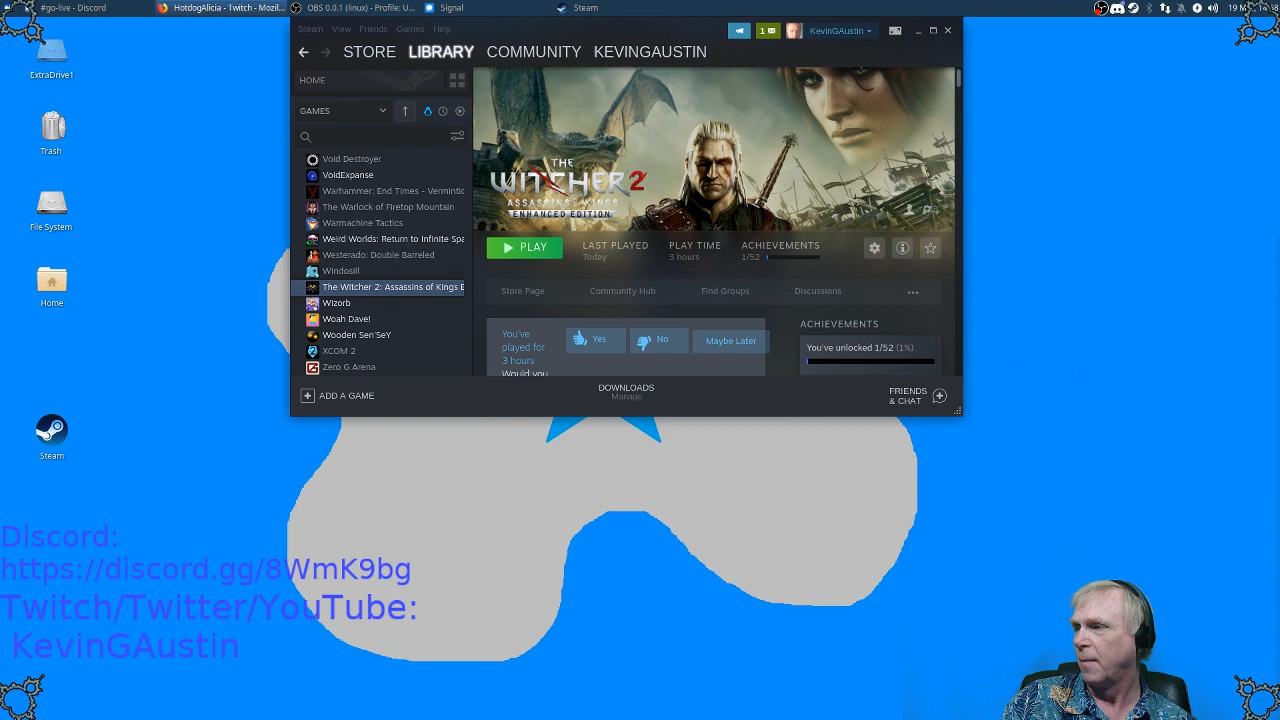 #go-live - Discord
HotdogAlicia - Twitch - Mozil...
OBS 0.0.1 (linux) - Profile: U...
Signal
Steam
19 M
Steam View Friends Games Help
1
KevinGAustin
STORE LIBRARY COMMUNITY KEVINGAUSTIN
HOME
GAMES
Void Destroyer
VoidExpanse
Warhammer: End Times - Vermintic
The Warlock of Firetop Mountain
Warmachine Tactics
Weird Worlds: Return to Infinite Spa
Westerado: Double Barreled
Windosill
The Witcher 2: Assassins of Kings E
Wizorb
Woah Dave!
Wooden Sen'SeY
XCOM 2
Zero G Arena
THE
WITCHER 2
ASSASSINS OF KINGS
ENHANCED EDITION
PLAY
LAST PLAYED
Today
PLAY TIME
3 hours
ACHIEVEMENTS
1/52
Store Page
Community Hub
Find Groups
Discussions
You've
played for
3 hours
Would you
Yes
No
Maybe Later
ACHIEVEMENTS
You've unlocked 1/52 (1%)
ADD A GAME
DOWNLOADS
Manage
FRIENDS
& CHAT
ExtraDrive1
Trash
File System
Home
Steam
Discord:
https://discord.gg/8WmK9bg
Twitch/Twitter/YouTube:
KevinGAustin